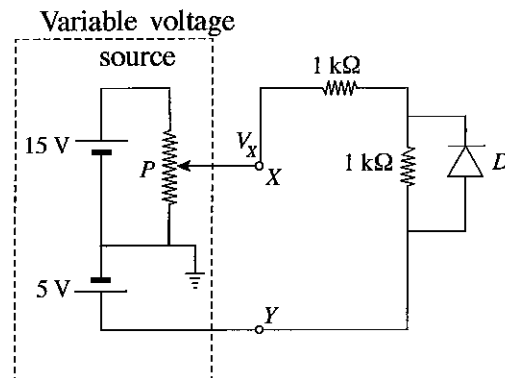 Variable voltage
source
1 kΩ
15 V
P
V_X
X
1 kΩ
D
5 V
Y